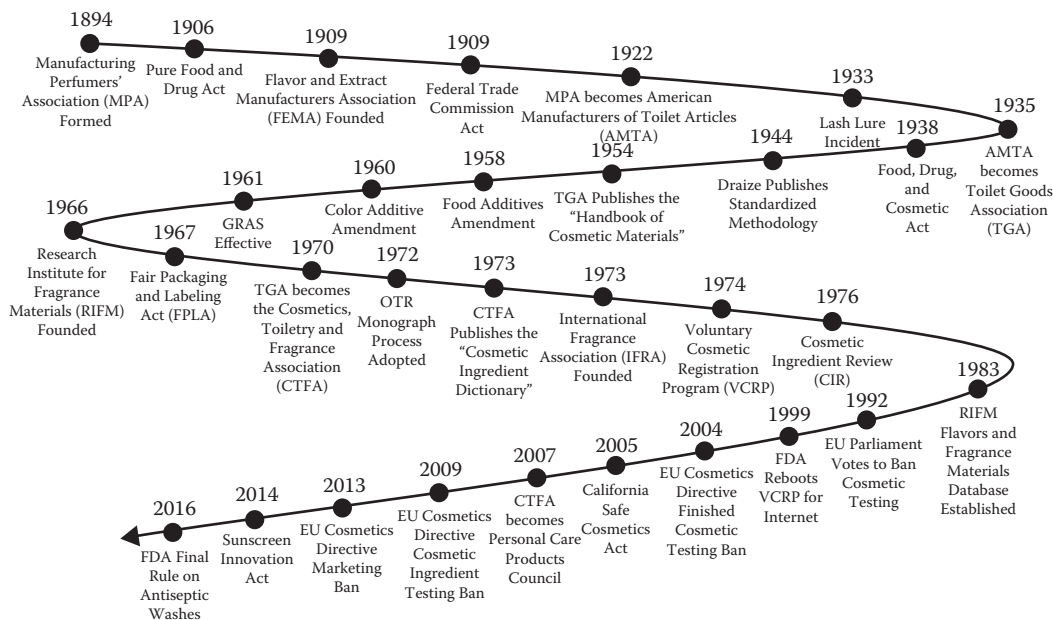 1894
Manufacturing
Perfumers'
Association (MPA)
Formed
1906
Pure Food and
Drug Act
1909
Flavor and Extract
Manufacturers Association
(FEMA) Founded
1909
Federal Trade
Commission
Act
1922
MPA becomes American
Manufacturers of Toilet Articles
(AMTA)
1933
Lash Lure
Incident
1935
AMTA
becomes
Toilet Goods
Association
(TGA)
1938
Food, Drug,
and
Cosmetic
Act
1944
Draize Publishes
Standardized
Methodology
1954
TGA Publishes the
“Handbook of
Cosmetic Materials”
1958
Food Additives
Amendment
1960
Color Additive
Amendment
1961
GRAS
Effective
1966
Research
Institute for
Fragrance
Materials (RIFM)
Founded
1967
Fair Packaging
and Labeling
Act (FPLA)
1970
TGA becomes
the Cosmetics,
Toiletry and
Fragrance
Association
(CTFA)
1972
OTR
Monograph
Process
Adopted
1973
CTFA
Publishes the
“Cosmetic
Ingredient
Dictionary”
1973
International
Fragrance
Association (IFRA)
Founded
1974
Voluntary
Cosmetic
Registration
Program (VCRP)
1976
Cosmetic
Ingredient Review
(CIR)
1983
RIFM
Flavors and
Fragrance
Materials
Database
Established
1992
EU Parliament
Votes to Ban
Cosmetic
Testing
1999
FDA
Reboots
VCRP for
Internet
2004
EU Cosmetics
Directive
Finished
Cosmetic
Testing Ban
2005
California
Safe
Cosmetics
Act
2007
CTFA
becomes
Personal Care
Products
Council
2009
EU Cosmetics
Directive
Cosmetic
Ingredient
Testing Ban
2013
EU Cosmetics
Directive
Marketing
Ban
2014
Sunscreen
Innovation
Act
2016
FDA Final
Rule on
Antiseptic
Washes